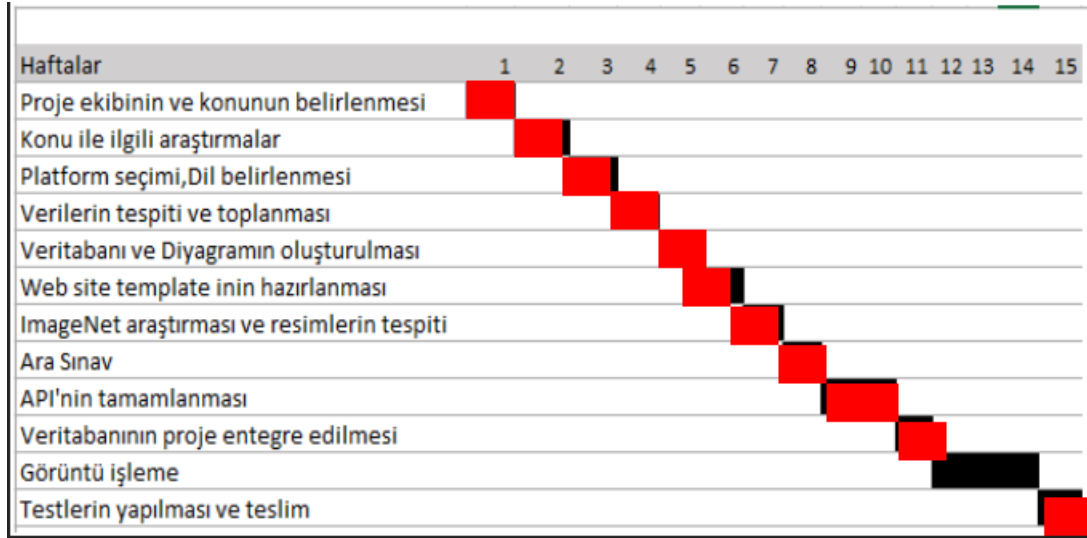 Haftalar 1 2 3 4 5 6 7 8 9 10 11 12 13 14 15
Proje ekibinin ve konunun belirlenmesi
Konu ile ilgili araştırmalar
Platform seçimi,Dil belirlenmesi
Verilerin tespiti ve toplanması
Veritabanı ve Diyagramın oluşturulması
Web site template inin hazırlanması
ImageNet araştırması ve resimlerin tespiti
Ara Sınav
API'nin tamamlanması
Veritabanının proje entegre edilmesi
Görüntü işleme
Testlerin yapılması ve teslim